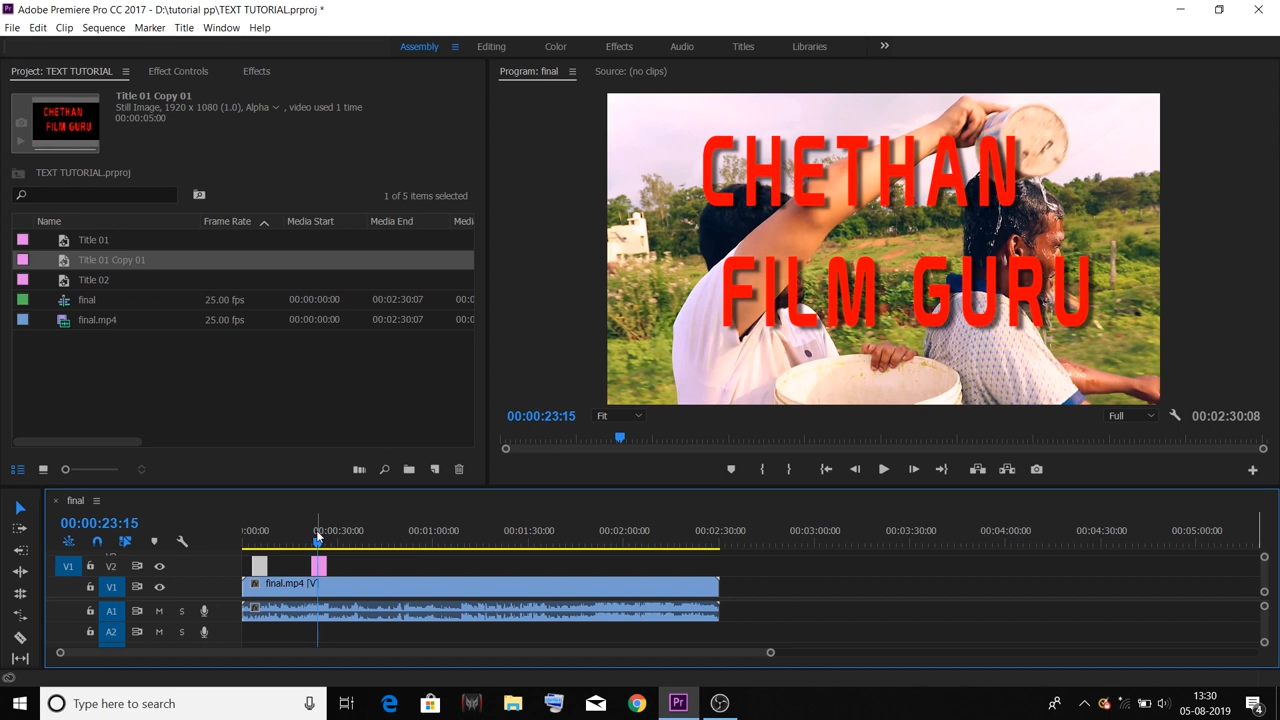 Adobe Premiere Pro CC 2017 - D:\tutorial pp\TEXT TUTORIAL.prproj *
File Edit Clip Sequence Marker Title Window Help
Assembly Editing Color Effects Audio Titles Libraries
Project: TEXT TUTORIAL Effect Controls Effects
Program: final Source: (no clips)
Title 01 Copy 01
Still Image, 1920 x 1080 (1.0), Alpha , video used 1 time
00:00:05:00
CHETHAN
FILM GURU
TEXT TUTORIAL.prproj
1 of 5 items selected
Name Frame Rate Media Start Media End Media
Title 01
Title 01 Copy 01
Title 02
final 25.00 fps 00:00:00:00 00:02:30:07 00:0
final.mp4 25.00 fps 00:00:00:00 00:02:30:07 00:0
CHETHAN
FILM GURU
00:00:23:15 Fit Full 00:02:30:08
final
00:00:23:15
:00:00 00:00:30:00 00:01:00:00 00:01:30:00 00:02:00:00 00:02:30:00 00:03:00:00 00:03:30:00 00:04:00:00 00:04:30:00 00:05:00:00
V1 V2
V1 final.mp4 [V]
A1 M S
A2 M S
Type here to search
Pr
13:30
05-08-2019
4